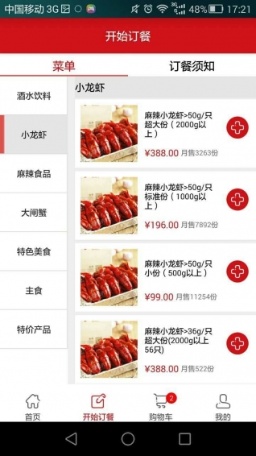 中国移动 3G 48% 17:21
开始订餐
菜单 订餐须知
酒水饮料
小龙虾
麻辣食品
大闸蟹
特色美食
主食
特价产品
小龙虾
麻辣小龙虾>50g/只
超大份（2000g以
上）
¥388.00 月售3263份
麻辣小龙虾>50g/只
标准份（1000g以
上）
¥196.00 月售7892份
麻辣小龙虾>50g/只
小份（500g以上）
¥99.00 月售11254份
麻辣小龙虾>36g/只
超大份(2000g以上
56只)
¥388.00 月售522份
首页 开始订餐 购物车 2 我的